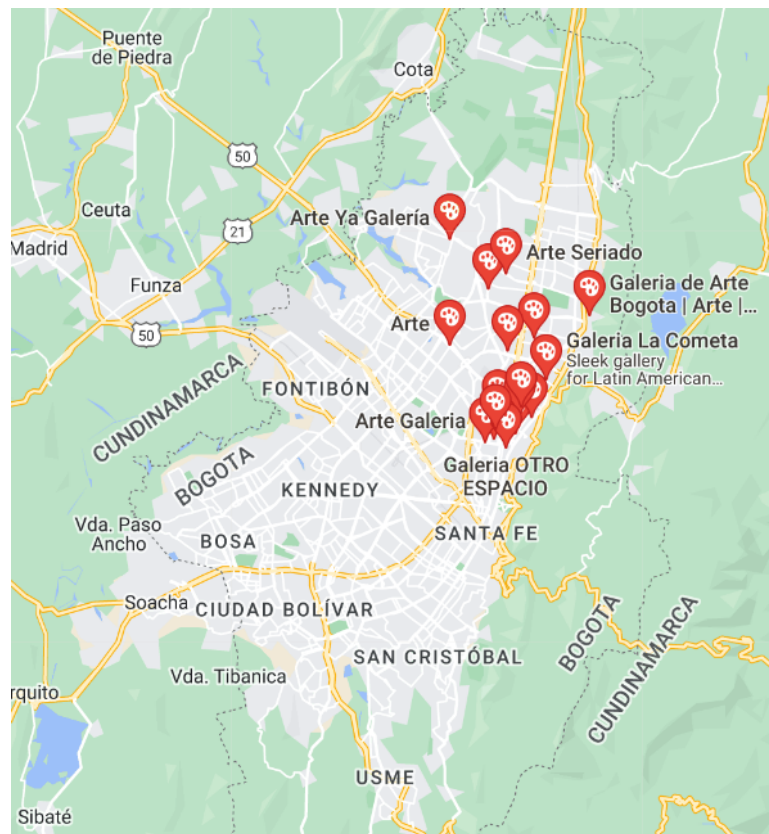 Puente
de Piedra
Cota
50
Ceuta
Arte Ya Galería
21
Madrid
Arte Seriado
Funza
Galeria de Arte
Bogota | Arte |...
50
Arte
Galeria La Cometa
Sleek gallery
for Latin American...
FONTIBÓN
CUNDINAMARCA
Arte Galeria
BOGOTA
Galeria OTRO
ESPACIO
KENNEDY
Vda. Paso
Ancho
BOSA
SANTA FE
Soacha
CIUDAD BOLÍVAR
BOGOTA
CUNDINAMARCA
SAN CRISTÓBAL
Vda. Tibanica
rquito
USME
Sibaté